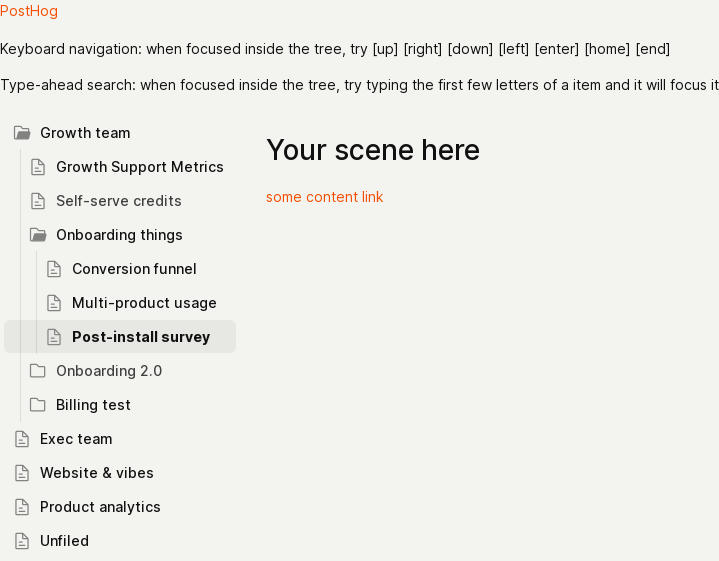 PostHog
Keyboard navigation: when focused inside the tree, try [up] [right] [down] [left] [enter] [home] [end]
Type-ahead search: when focused inside the tree, try typing the first few letters of a item and it will focus it
Growth team
Growth Support Metrics
Self-serve credits
Onboarding things
Conversion funnel
Multi-product usage
Post-install survey
Onboarding 2.0
Billing test
Exec team
Website & vibes
Product analytics
Unfiled
Your scene here
some content link